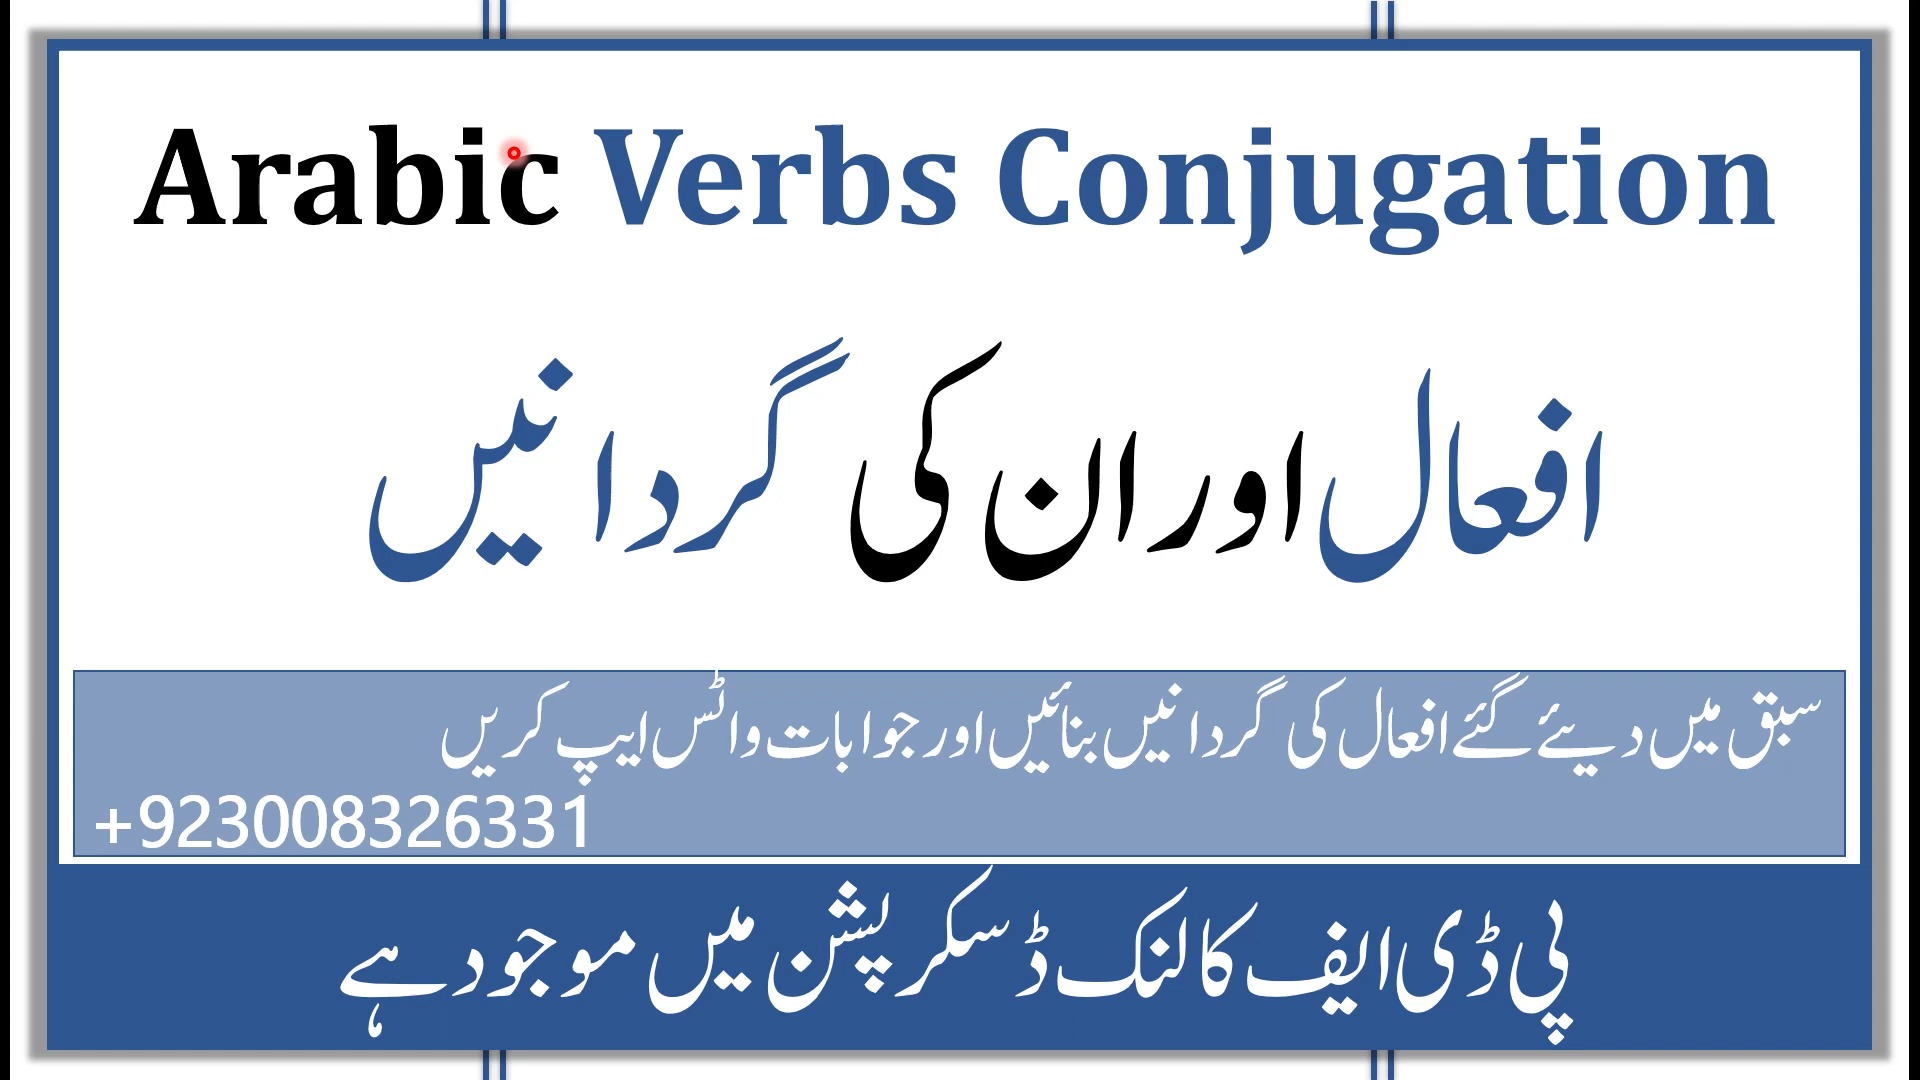 Arabic Verbs Conjugation
افعال اور ان کی گردانیں
سبق میں دیئے گئے افعال کی گردانیں بنائیں اور جوابات واٹس ایپ کریں
+923008326331
پی ڈی ایف کا لنک ڈسکرپشن میں موجود ہے